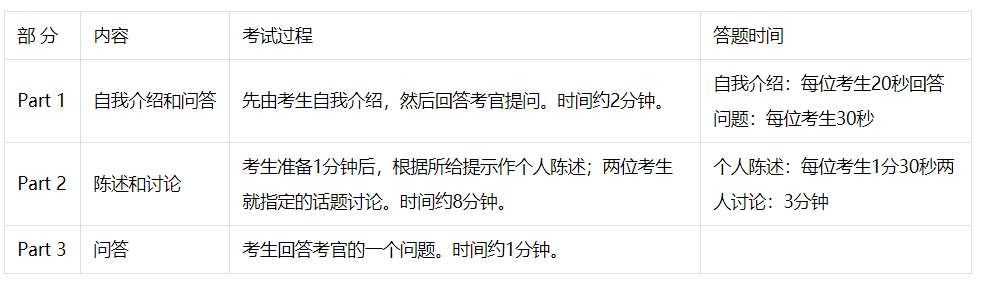 部 分 内容 考试过程 答题时间
Part 1 自我介绍和问答 先由考生自我介绍，然后回答考官提问。时间约2分钟。 自我介绍：每位考生20秒回答
问题：每位考生30秒
Part 2 陈述和讨论 考生准备1分钟后，根据所给提示作个人陈述；两位考生
就指定的话题讨论。时间约8分钟。 个人陈述：每位考生1分30秒两
人讨论：3分钟
Part 3 问答 考生回答考官的一个问题。时间约1分钟。